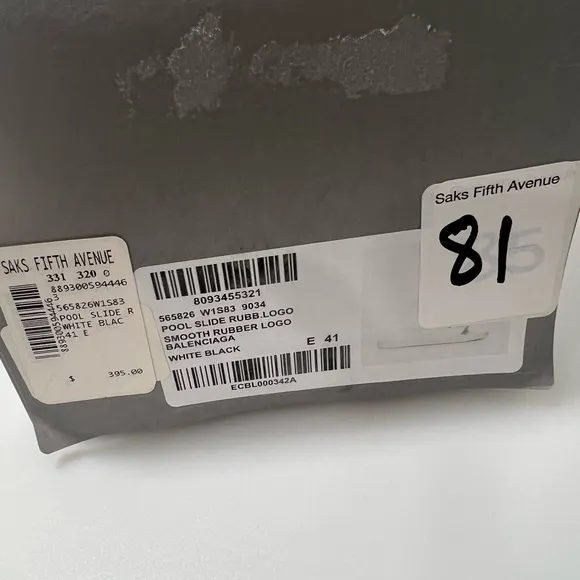 SAKS FIFTH AVENUE
331 320 0
889300594446
565826W1S83
POOL SLIDE R
WHITE BLAC
41 E
$ 395.00
8093455321
565826 W1S83 9034
POOL SLIDE RUBB.LOGO
SMOOTH RUBBER LOGO
BALENCIAGA
WHITE BLACK
E 41
ECBL000342A
Saks Fifth Avenue
81